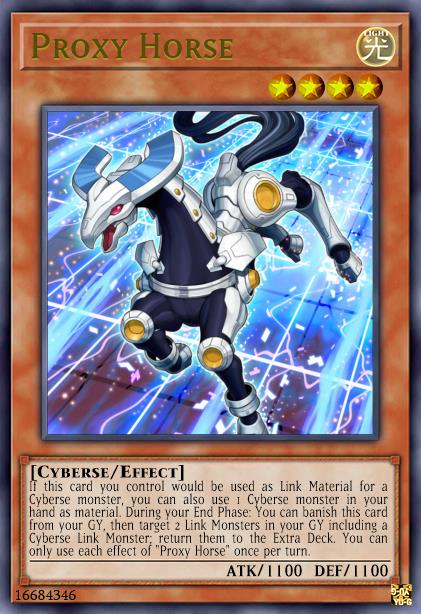 Proxy Horse
LIGHT
光
[Cyberse/Effect]
If this card you control would be used as Link Material for a
Cyberse monster, you can also use 1 Cyberse monster in your
hand as material. During your End Phase: You can banish this card
from your GY, then target 2 Link Monsters in your GY including a
Cyberse Link Monster; return them to the Extra Deck. You can
only use each effect of "Proxy Horse" once per turn.
ATK/1100 DEF/1100
16684346